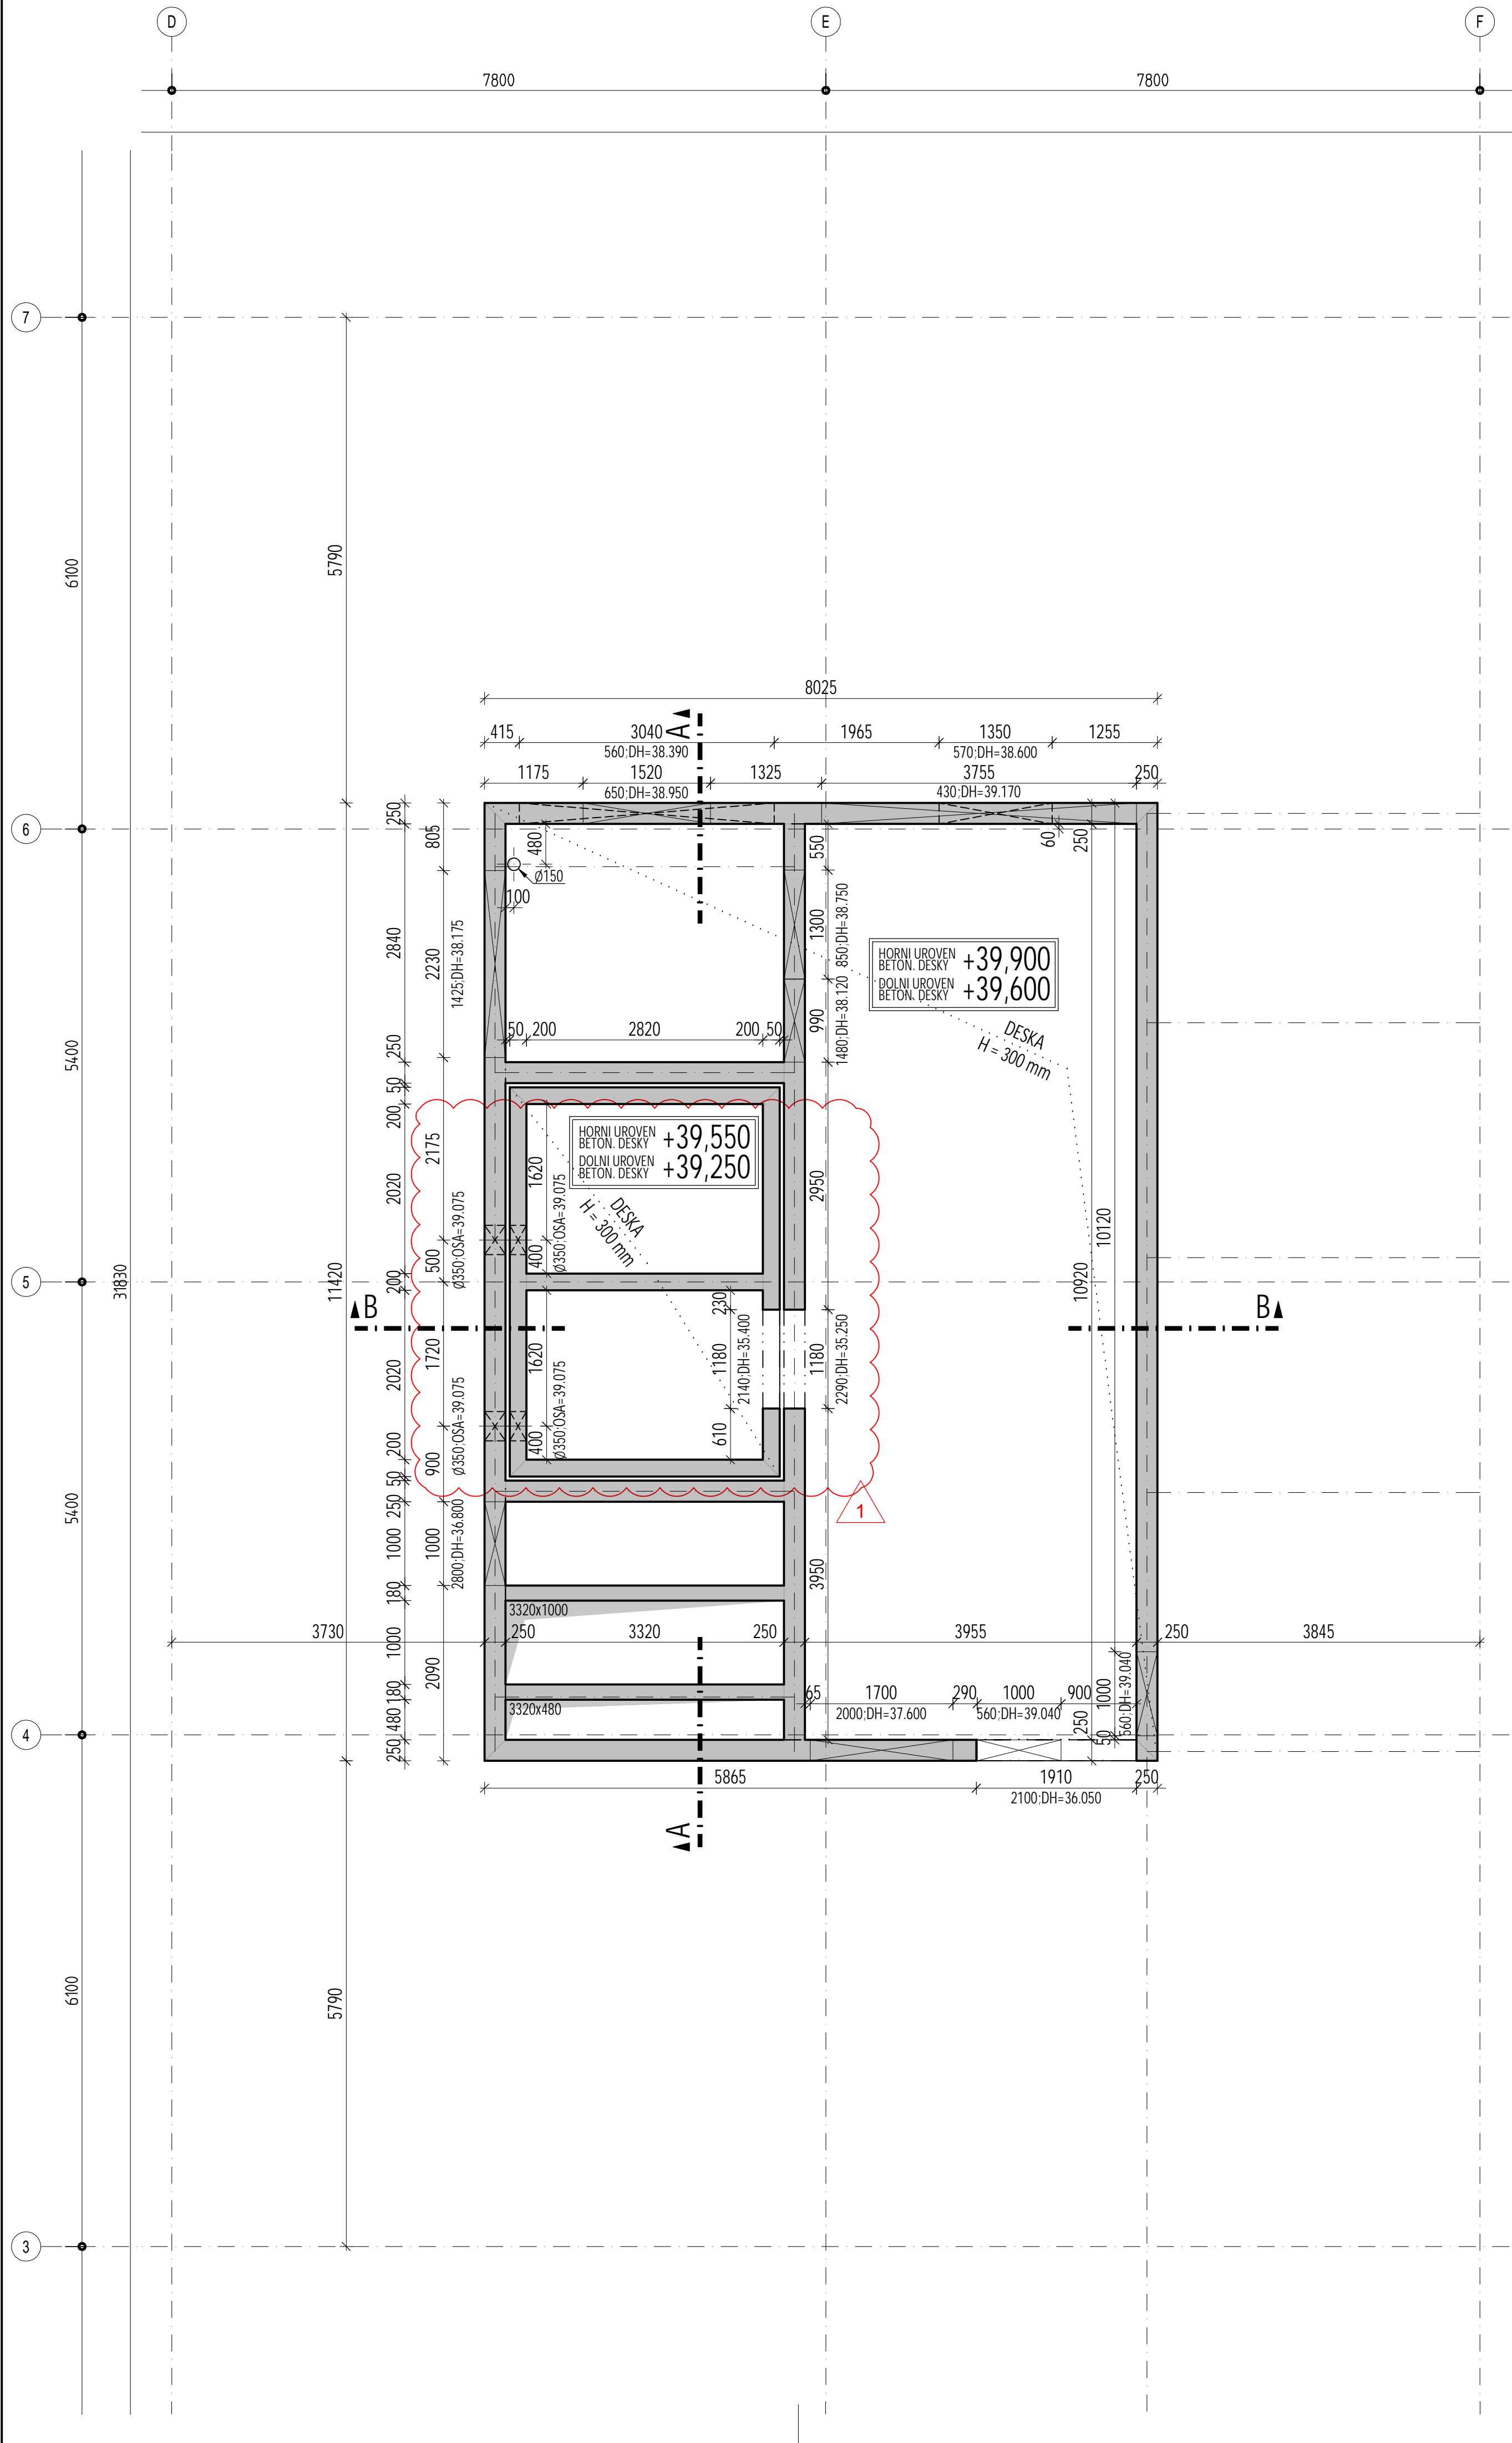 D
E
F
7800
7800
7
6
5
4
3
6100
5400
5400
6100
31830
5790
11420
5790
8025
415
3040
1965
1350
1255
560;DH=38.390
570;DH=38.600
1175
1520
1325
3755
250
650;DH=38.950
430;DH=39.170
A
250
2840
250
50
200
2020
200
2020
200
50
250
1000
180
1000
180
480
250
805
2230
1425;DH=38.175
2175
500
Ø350;OSA=39.075
1720
900
Ø350;OSA=39.075
1000
2800;DH=36.800
2090
480
Ø150
100
550
1300
850;DH=38.750
990
1480;DH=38.120
60
250
HORNI UROVEN
BETON. DESKY
+39,900
DOLNI UROVEN
BETON. DESKY
+39,600
DESKA
H = 300 mm
50
200
2820
200
50
HORNI UROVEN
BETON. DESKY
+39,550
DOLNI UROVEN
BETON. DESKY
+39,250
DESKA
H = 300 mm
1620
400
Ø350;OSA=39.075
1620
400
Ø350;OSA=39.075
2950
10120
10920
B
B
230
1180
2140;DH=35.400
610
1180
2290;DH=35.250
1
3950
3320x1000
3730
250
3320
250
3955
250
3845
3320x480
65
1700
290
1000
900
2000;DH=37.600
560;DH=39.040
250
50
1000
560;DH=39.040
5865
1910
250
2100;DH=36.050
A